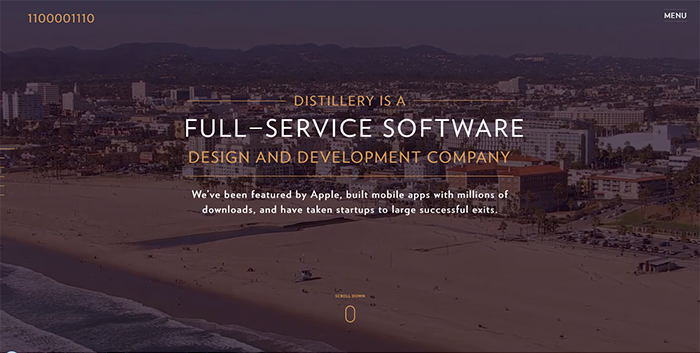 1100001110
MENU
DISTILLERY IS A
FULL–SERVICE SOFTWARE
DESIGN AND DEVELOPMENT COMPANY
We've been featured by Apple, built mobile apps with millions of
downloads, and have taken startups to large successful exits.
SCROLL DOWN